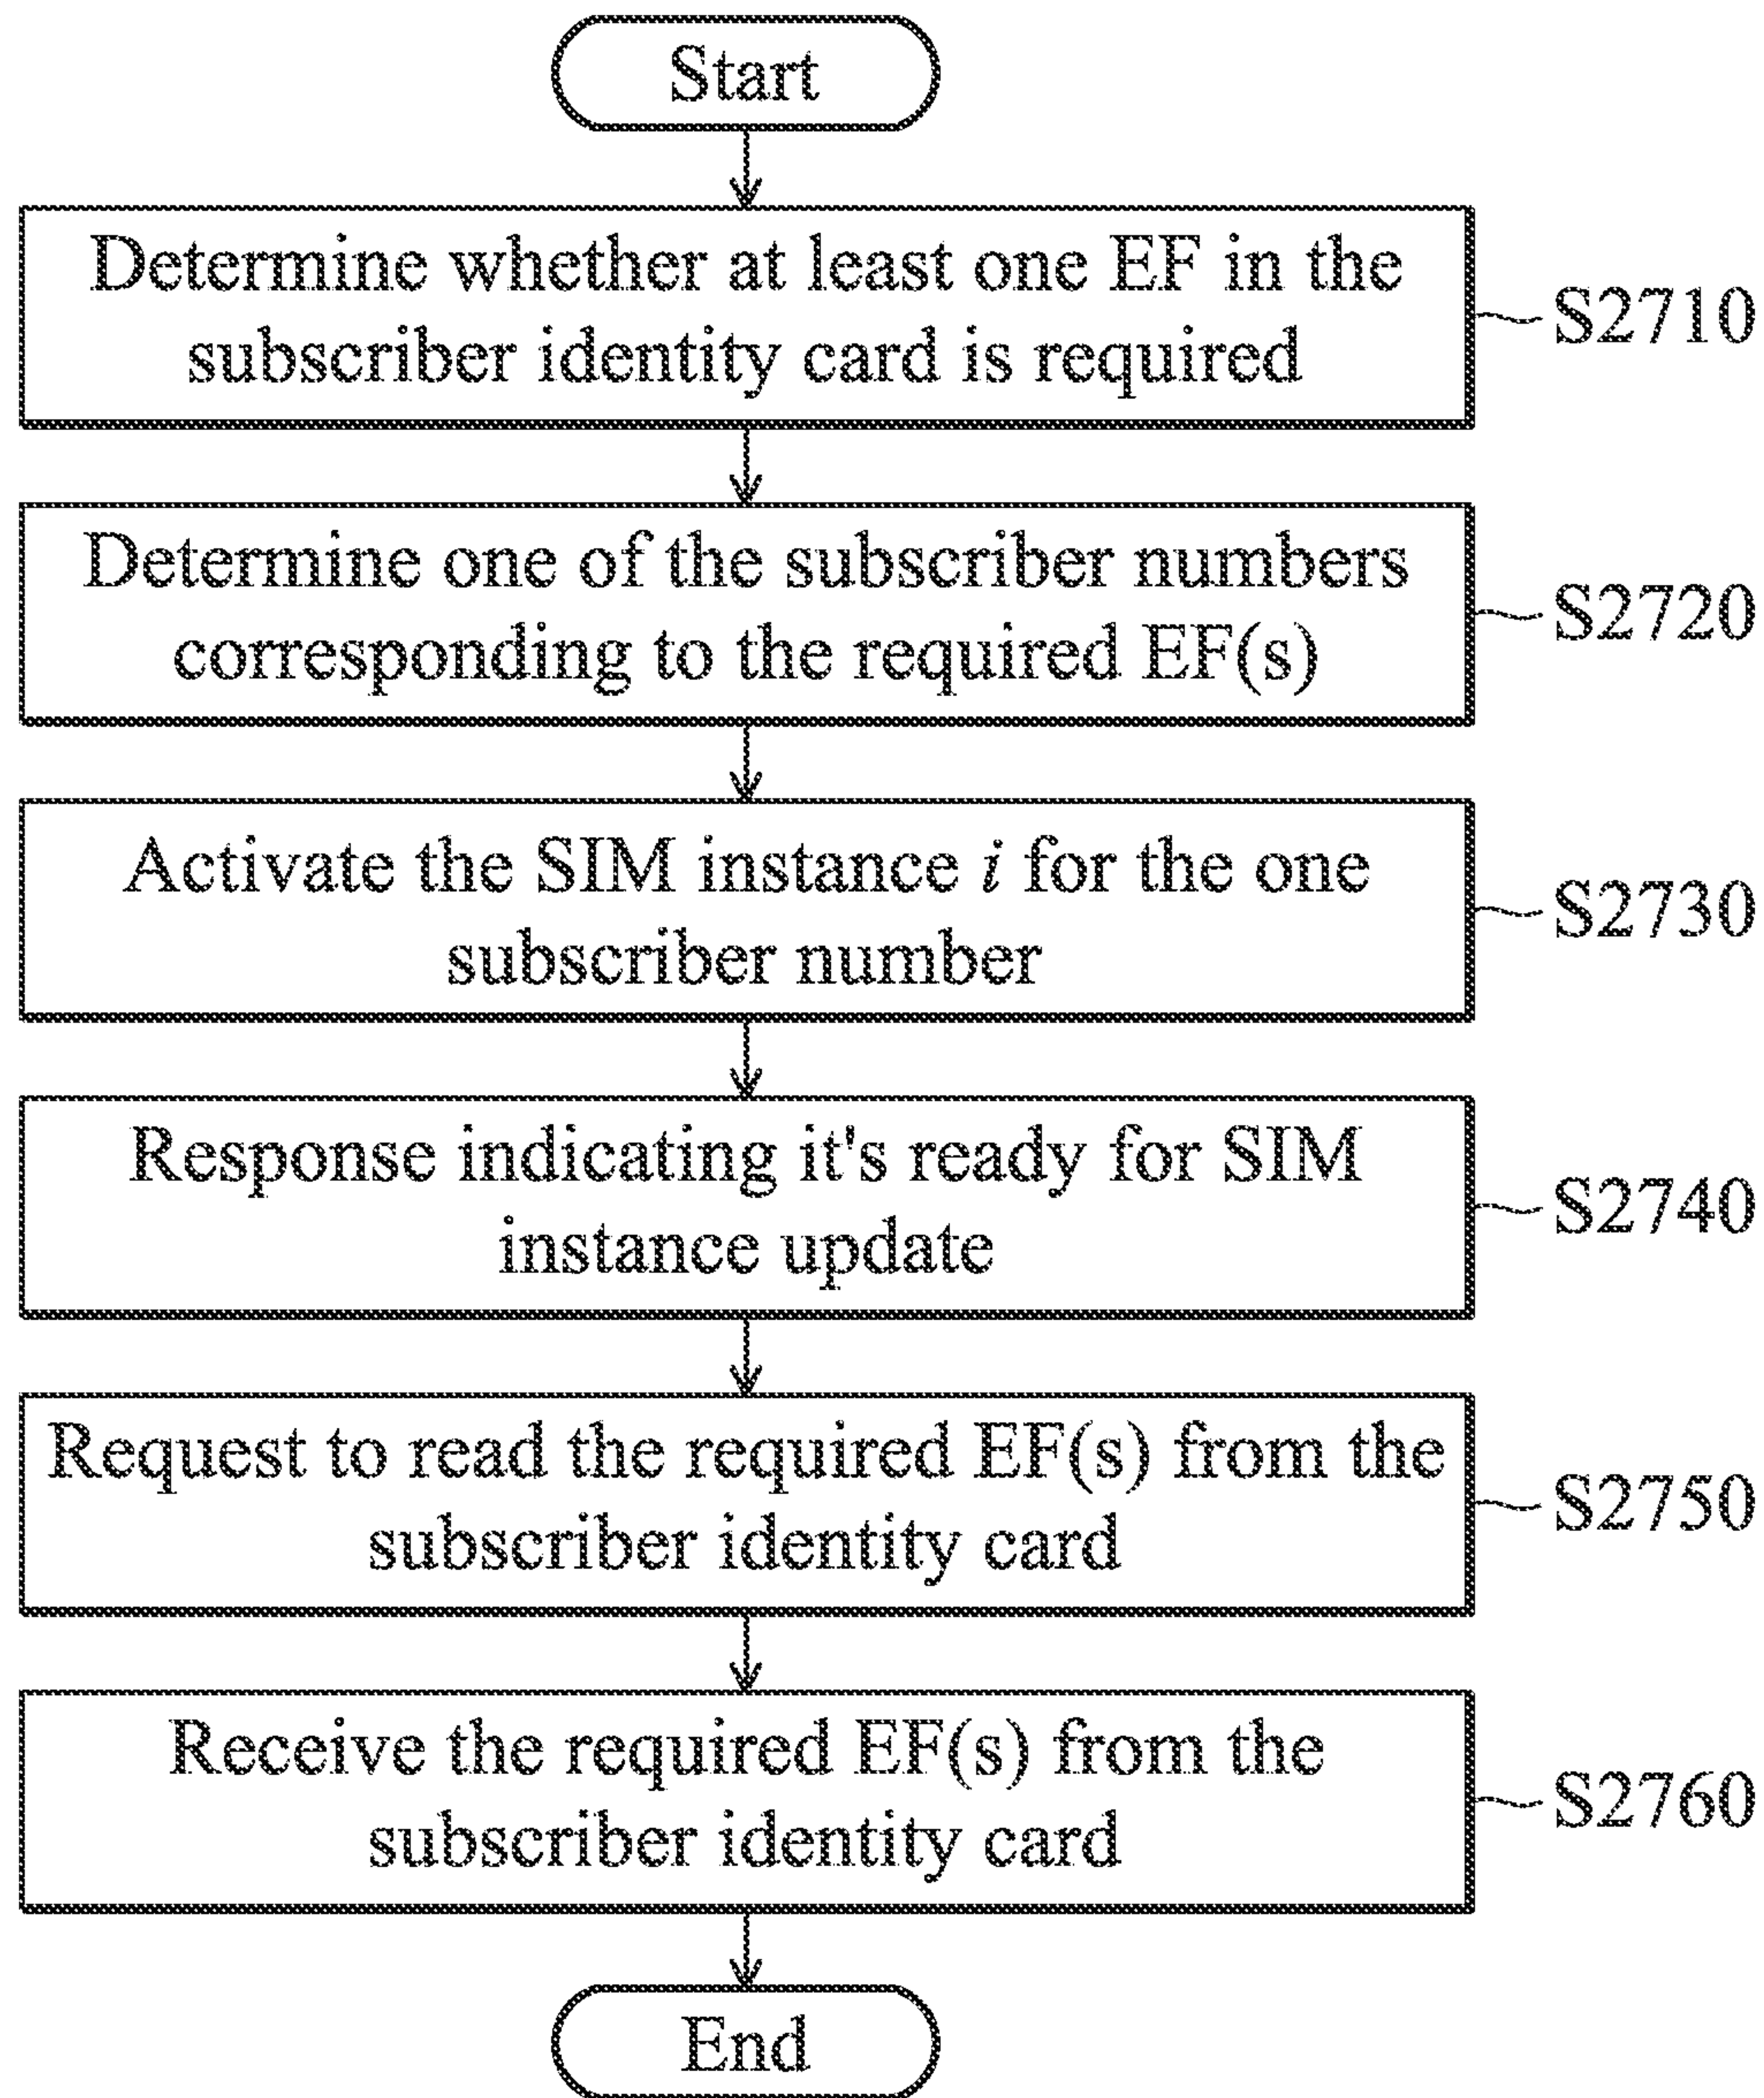 Start
Determine whether at least one EF in the
subscriber identity card is required
S2710
Determine one of the subscriber numbers
corresponding to the required EF(s)
S2720
Activate the SIM instance i for the one
subscriber number
S2730
Response indicating it's ready for SIM
instance update
S2740
Request to read the required EF(s) from the
subscriber identity card
S2750
Receive the required EF(s) from the
subscriber identity card
S2760
End